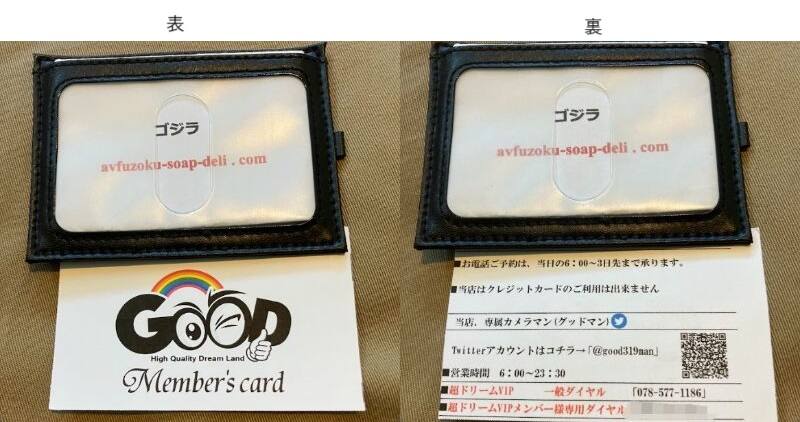 表
裏
ゴジラ
avfuzoku-soap-deli . com
GOOD
High Quality Dream Land
Member's card
ゴジラ
avfuzoku-soap-deli . com
■お電話ご予約は、当日の6:00~3日先まで承ります。
■当店はクレジットカードのご利用は出来ません
当店、専属カメラマン(グッドマン)
Twitterアカウントはコチラ→「@good319man」
■営業時間 6:00~23:30
■超ドリームVIP 一般ダイヤル 「078-577-1186」
■超ドリームVIPメンバー様専用ダイヤル